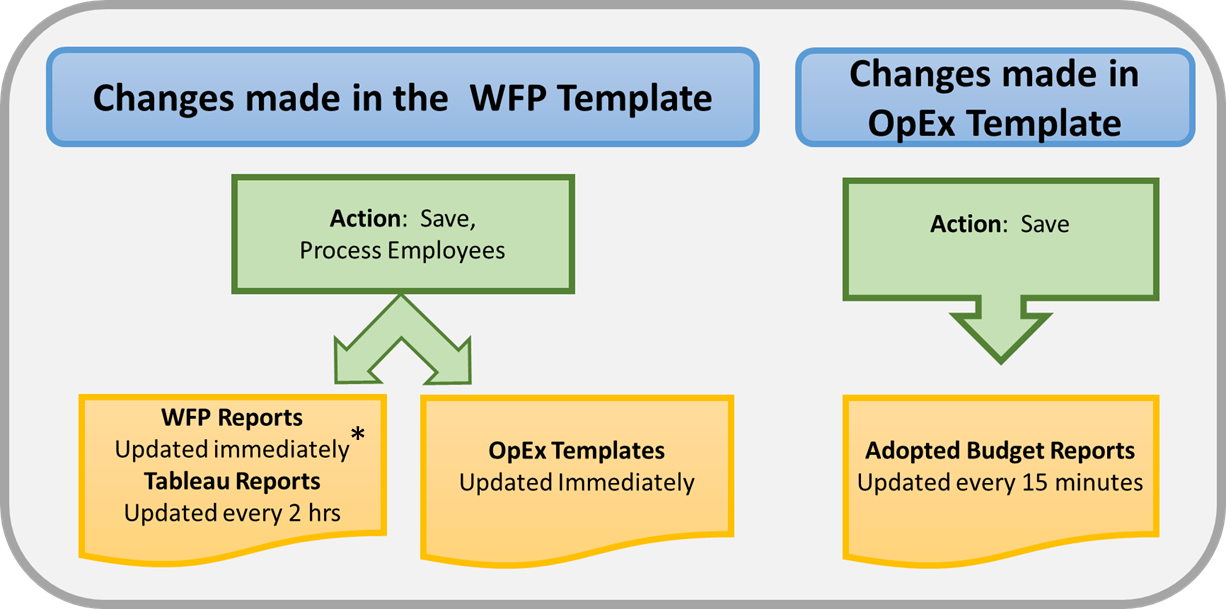 Changes made in the  WFP Template
Action:  Save,
Process Employees
WFP Reports
Updated immediately*
Tableau Reports
Updated every 2 hrs
OpEx Templates
Updated Immediately
Changes made in
OpEx Template
Action:  Save
Adopted Budget Reports
Updated every 15 minutes